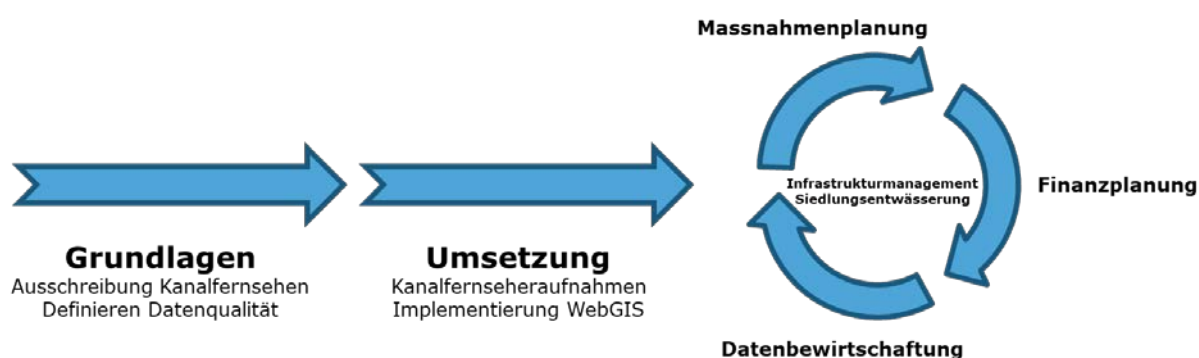 Grundlagen
Ausschreibung Kanalfernsehen
Definieren Datenqualität
Umsetzung
Kanalfernseheraufnahmen
Implementierung WebGIS
Massnahmenplanung
Infrastrukturmanagement
Siedlungsentwässerung
Finanzplanung
Datenbewirtschaftung